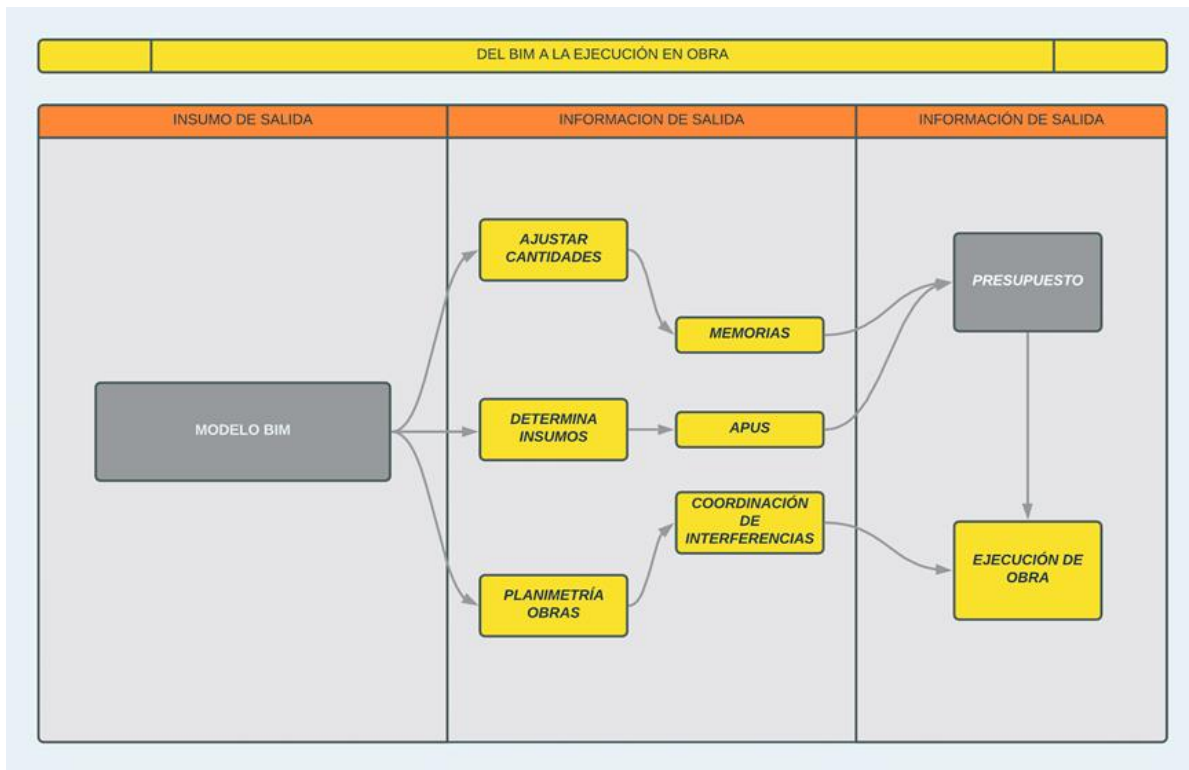 DEL BIM A LA EJECUCIÓN EN OBRA
INSUMO DE SALIDA
INFORMACION DE SALIDA
INFORMACIÓN DE SALIDA
MODELO BIM
AJUSTAR
CANTIDADES
DETERMINA
INSUMOS
PLANIMETRÍA
OBRAS
MEMORIAS
APUS
COORDINACIÓN
DE
INTERFERENCIAS
PRESUPUESTO
EJECUCIÓN DE
OBRA